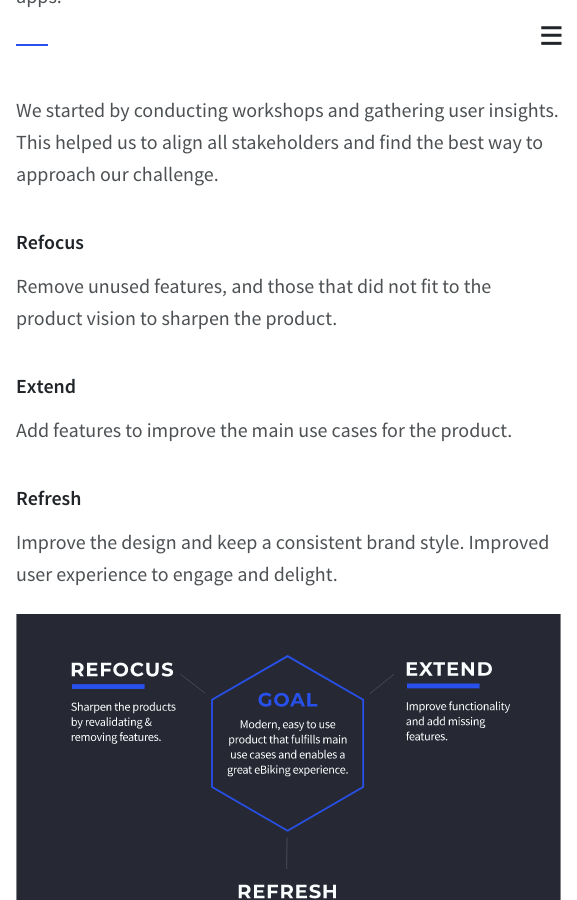 apps.
We started by conducting workshops and gathering user insights.
This helped us to align all stakeholders and find the best way to
approach our challenge.
Refocus
Remove unused features, and those that did not fit to the
product vision to sharpen the product.
Extend
Add features to improve the main use cases for the product.
Refresh
Improve the design and keep a consistent brand style. Improved
user experience to engage and delight.
REFOCUS
Sharpen the products
by revalidating &
removing features.
GOAL
Modern, easy to use
product that fulfills main
use cases and enables a
great eBiking experience.
EXTEND
Improve functionality
and add missing
features.
REFRESH